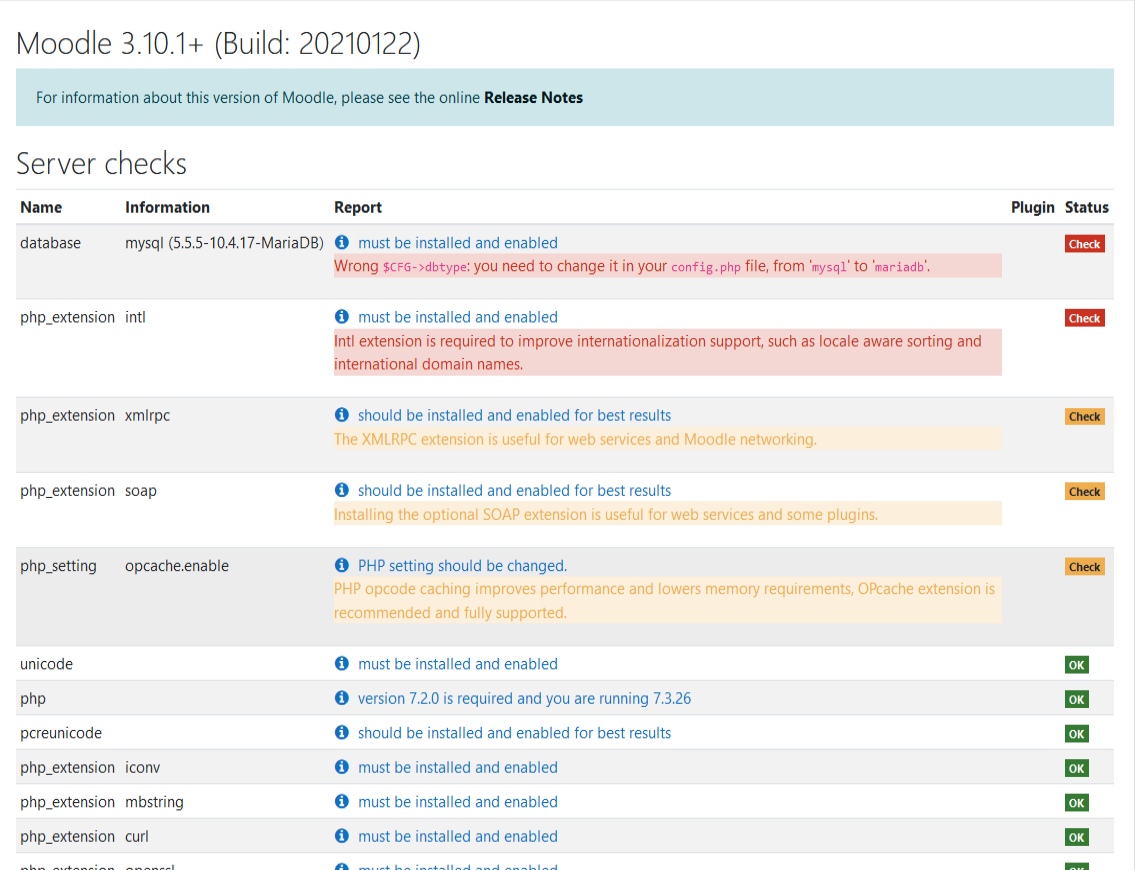 Moodle 3.10.1+ (Build: 20210122)
For information about this version of Moodle, please see the online Release Notes
Server checks
Name Information Report Plugin Status
database mysql (5.5.5-10.4.17-MariaDB) must be installed and enabled Check
Wrong $CFG->dbtype: you need to change it in your config.php file, from 'mysql' to 'mariadb'.
php_extension intl must be installed and enabled Check
Intl extension is required to improve internationalization support, such as locale aware sorting and
international domain names.
php_extension xmlrpc should be installed and enabled for best results Check
The XMLRPC extension is useful for web services and Moodle networking.
php_extension soap should be installed and enabled for best results Check
Installing the optional SOAP extension is useful for web services and some plugins.
php_setting opcache.enable PHP setting should be changed. Check
PHP opcode caching improves performance and lowers memory requirements, OPcache extension is
recommended and fully supported.
unicode must be installed and enabled OK
php version 7.2.0 is required and you are running 7.3.26 OK
pcreunicode should be installed and enabled for best results OK
php_extension iconv must be installed and enabled OK
php_extension mbstring must be installed and enabled OK
php_extension curl must be installed and enabled OK
php_extension openssl must be installed and enabled OK